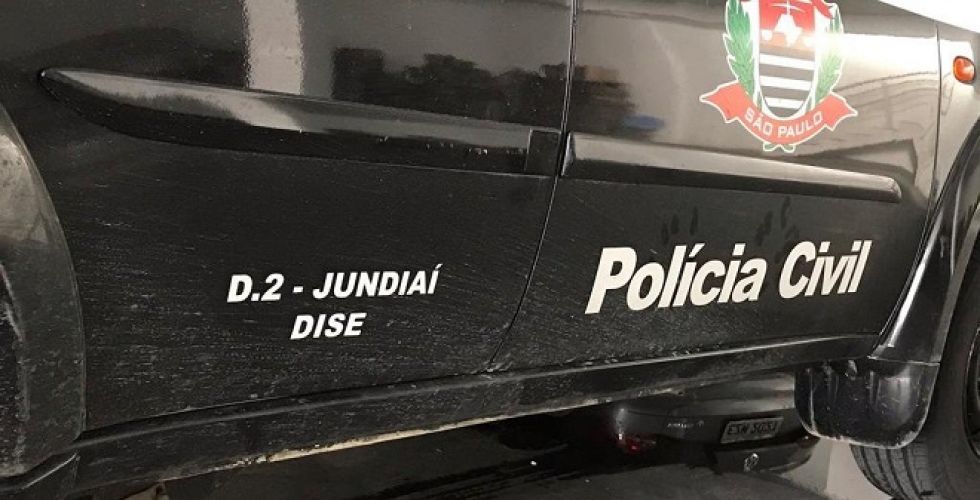 SÃO PAULO
Polícia Civil
D.2 - JUNDIAÍ
DISE